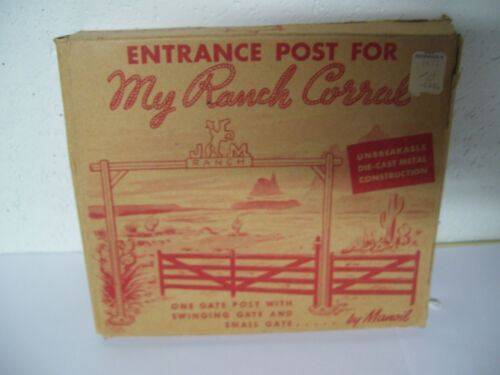 ENTRANCE POST FOR
My Ranch Corral
RANCH
UNBREAKABLE
DIE-CAST METAL
CONSTRUCTION
ONE GATE POST WITH
SWINGING GATE AND
SMALL GATE.....
by Manoil